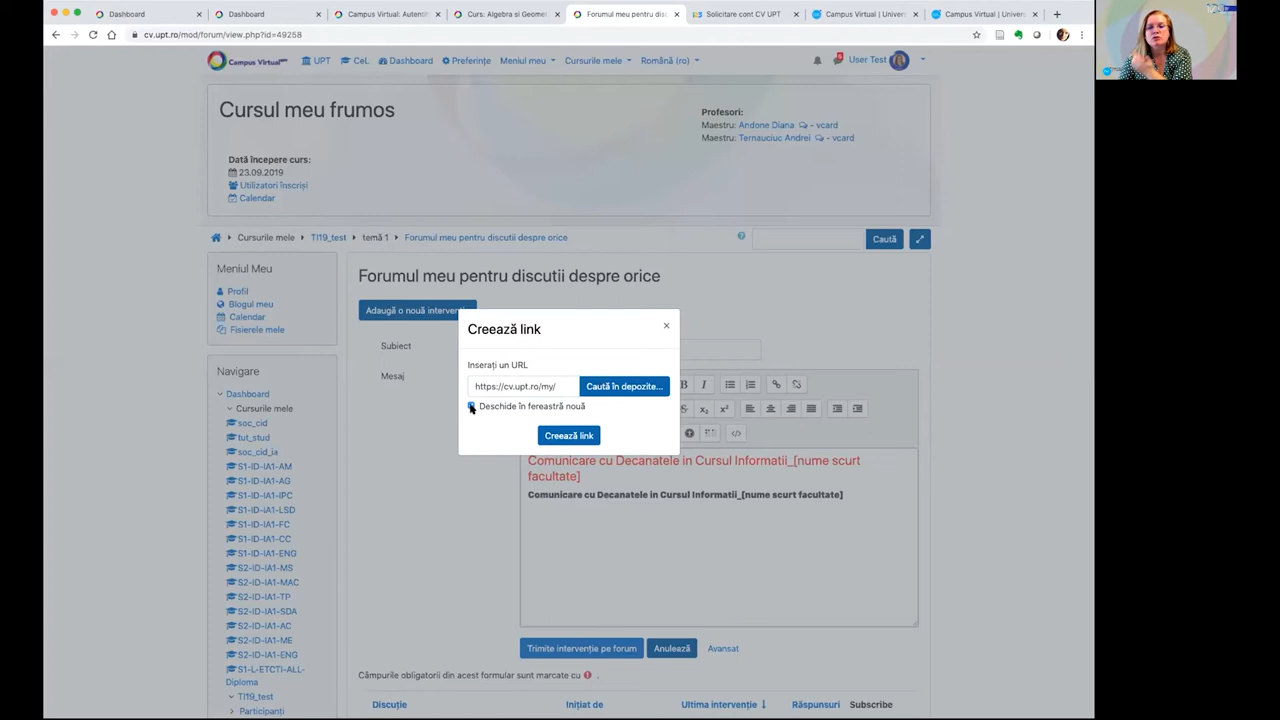 Dashboard
Dashboard
Campus Virtual: Autentif
Curs: Algebra si Geomet
Forumul meu pentru disc
Solicitare cont CV UPT
Campus Virtual | Univers
Campus Virtual | Univers
cv.upt.ro/mod/forum/view.php?id=49258
Campus Virtual UPT
UPT
CeL
Dashboard
Preferințe
Meniul meu
Cursurile mele
Română (ro)
User Test
Cursul meu frumos
Profesori:
Maestru: Andone Diana - vcard
Maestru: Ternauciuc Andrei - vcard
Dată începere curs:
23.09.2019
Utilizatori înscriși
Calendar
Cursurile mele
TI19_test
temă 1
Forumul meu pentru discutii despre orice
Caută
Meniul Meu
Profil
Blogul meu
Calendar
Fisierele mele
Navigare
Dashboard
Cursurile mele
soc_cid
tut_stud
soc_cid_ia
S1-ID-IA1-AM
S1-ID-IA1-AG
S1-ID-IA1-IPC
S1-ID-IA1-LSD
S1-ID-IA1-FC
S1-ID-IA1-CC
S1-ID-IA1-ENG
S2-ID-IA1-MS
S2-ID-IA1-MAC
S2-ID-IA1-TP
S2-ID-IA1-SDA
S2-ID-IA1-AC
S2-ID-IA1-ME
S2-ID-IA1-ENG
S1-L-ETCTI-ALL-
Diploma
TI19_test
Participanți
Forumul meu pentru discutii despre orice
Adaugă o nouă intervenți
Subiect
Mesaj
Creează link
×
Inserați un URL
https://cv.upt.ro/my/
Caută în depozite...
Deschide în fereastră nouă
Creează link
Comunicare cu Decanatele in Cursul Informatii_[nume scurt
facultate]
Comunicare cu Decanatele in Cursul Informatii_[nume scurt facultate]
Trimite intervenție pe forum
Anulează
Avansat
Câmpurile obligatorii din acest formular sunt marcate cu .
Discuție
Inițiat de
Ultima intervenție
Răspunsuri
Subscribe